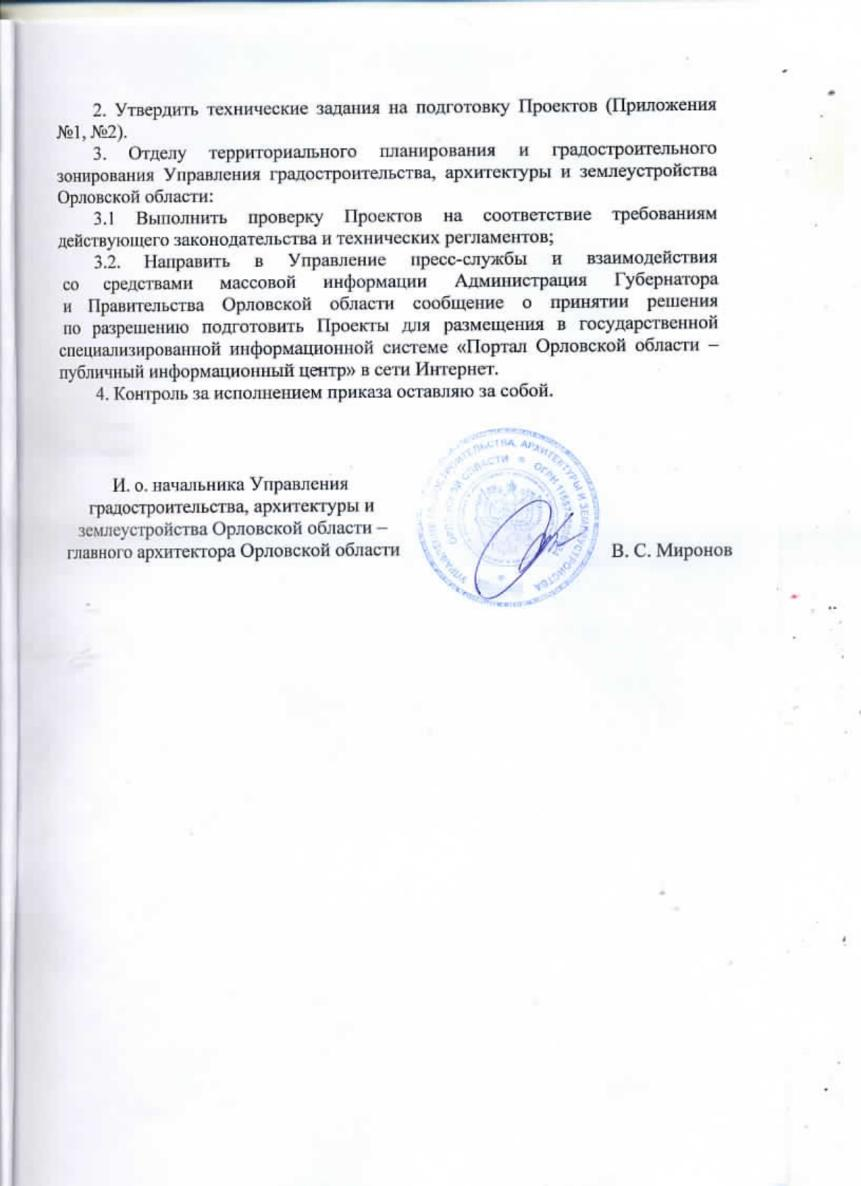 2. Утвердить технические задания на подготовку Проектов (Приложения
№1, №2).
3. Отделу территориального планирования и градостроительного
зонирования Управления градостроительства, архитектуры и землеустройства
Орловской области:
3.1 Выполнить проверку Проектов на соответствие требованиям
действующего законодательства и технических регламентов;
3.2. Направить в Управление пресс-службы и взаимодействия
со средствами массовой информации Администрация Губернатора
и Правительства Орловской области сообщение о принятии решения
по разрешению подготовить Проекты для размещения в государственной
специализированной информационной системе «Портал Орловской области –
публичный информационный центр» в сети Интернет.
4. Контроль за исполнением приказа оставляю за собой.
И. о. начальника Управления
градостроительства, архитектуры и
землеустройства Орловской области –
главного архитектора Орловской области
В. С. Миронов
АРХИТЕКТУРЫ И ЗЕМЛЕУСТРОЙСТВА
ОБЛАСТИ
ОГРН